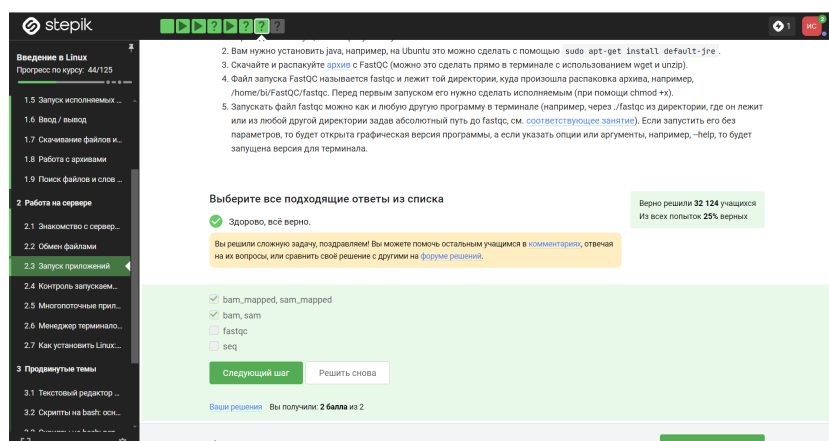 stepik
1
ИС
2
Введение в Linux
Прогресс по курсу: 44/125
1.5 Запуск исполняемых ...
1.6 Ввод / вывод
1.7 Скачивание файлов и...
1.8 Работа с архивами
1.9 Поиск файлов и слов ...
2 Работа на сервере
2.1 Знакомство с сервер...
2.2 Обмен файлами
2.3 Запуск приложений
2.4 Контроль запускаем...
2.5 Многопоточные прил...
2.6 Менеджер терминало...
2.7 Как установить Linux:...
3 Продвинутые темы
3.1 Текстовый редактор ...
3.2 Скрипты на bash: осн...
2. Вам нужно установить java, например, на Ubuntu это можно сделать с помощью sudo apt-get install default-jre.
3. Скачайте и распакуйте архив с FastQC (можно это сделать прямо в терминале с использованием wget и unzip).
4. Файл запуска FastQC называется fastqc и лежит той директории, куда произошла распаковка архива, например,
/home/bi/FastQC/fastqc. Перед первым запуском его нужно сделать исполняемым (при помощи chmod +x).
5. Запускать файл fastqc можно как и любую другую программу в терминале (например, через ./fastqc из директории, где он лежит
или из любой другой директории задав абсолютный путь до fastqc, см. соответствующее занятие). Если запустить его без
параметров, то будет открыта графическая версия программы, а если указать опции или аргументы, например, --help, то будет
запущена версия для терминала.
Выберите все подходящие ответы из списка
Здорово, всё верно.
Верно решили 32 124 учащихся
Из всех попыток 25% верных
Вы решили сложную задачу, поздравляем! Вы можете помочь остальным учащимся в комментариях, отвечая
на их вопросы, или сравнить своё решение с другими на форуме решений.
bam_mapped, sam_mapped
bam, sam
fastqc
seq
Следующий шаг
Решить снова
Ваши решения Вы получили: 2 балла из 2